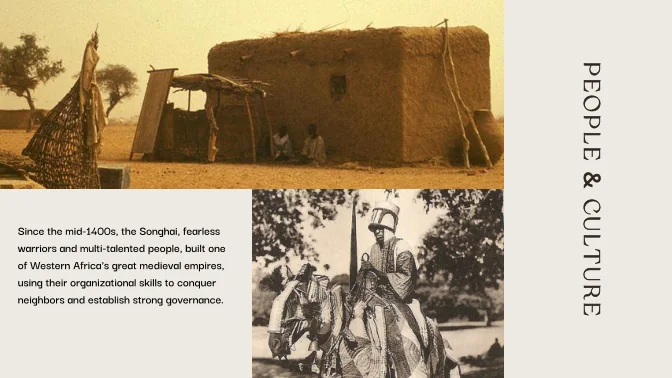 Since the mid-1400s, the Songhai, fearless
warriors and multi-talented people, built one
of Western Africa's great medieval empires,
using their organizational skills to conquer
neighbors and establish strong governance.
PEOPLE & CULTURE